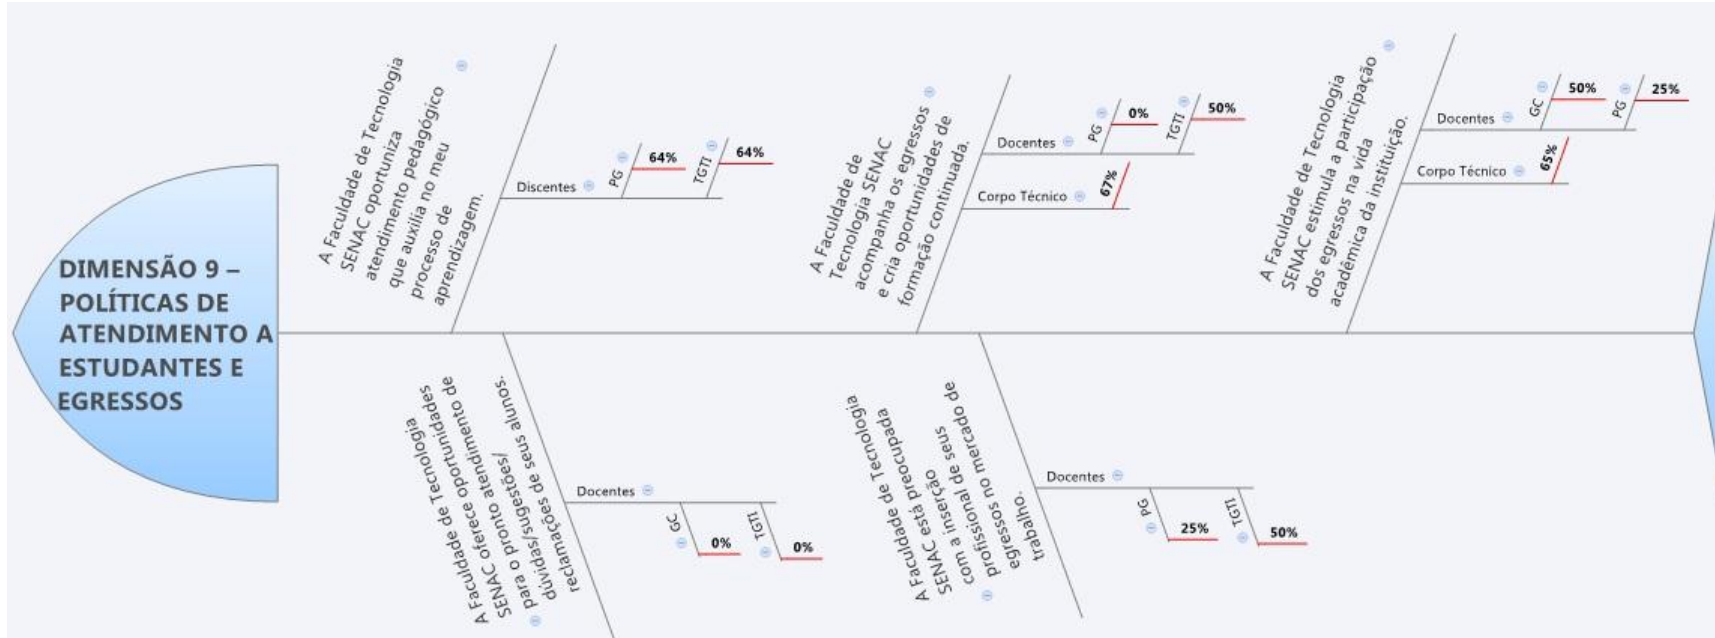 DIMENSÃO 9 –
POLÍTICAS DE
ATENDIMENTO A
ESTUDANTES E
EGRESSOS
A Faculdade de Tecnologia
SENAC oportuniza
atendimento pedagógico
que auxilia no meu
processo de
aprendizagem.
Discentes
PG
64%
TGTI
64%
A Faculdade de
Tecnologia SENAC
acompanha os egressos
e cria oportunidades de
formação continuada.
Docentes
PG
0%
TGTI
50%
Corpo Técnico
67%
A Faculdade de Tecnologia
SENAC estimula a participação
dos egressos na vida
acadêmica da instituição.
Docentes
GC
50%
PG
25%
Corpo Técnico
65%
A Faculdade de Tecnologia
SENAC oferece oportunidades
para o pronto atendimento de
dúvidas/sugestões/
reclamações de seus alunos.
Docentes
GC
0%
TGTI
0%
A Faculdade de Tecnologia
SENAC está preocupada
com a inserção
profissional de seus
egressos no mercado de
trabalho.
Docentes
PG
25%
TGTI
50%